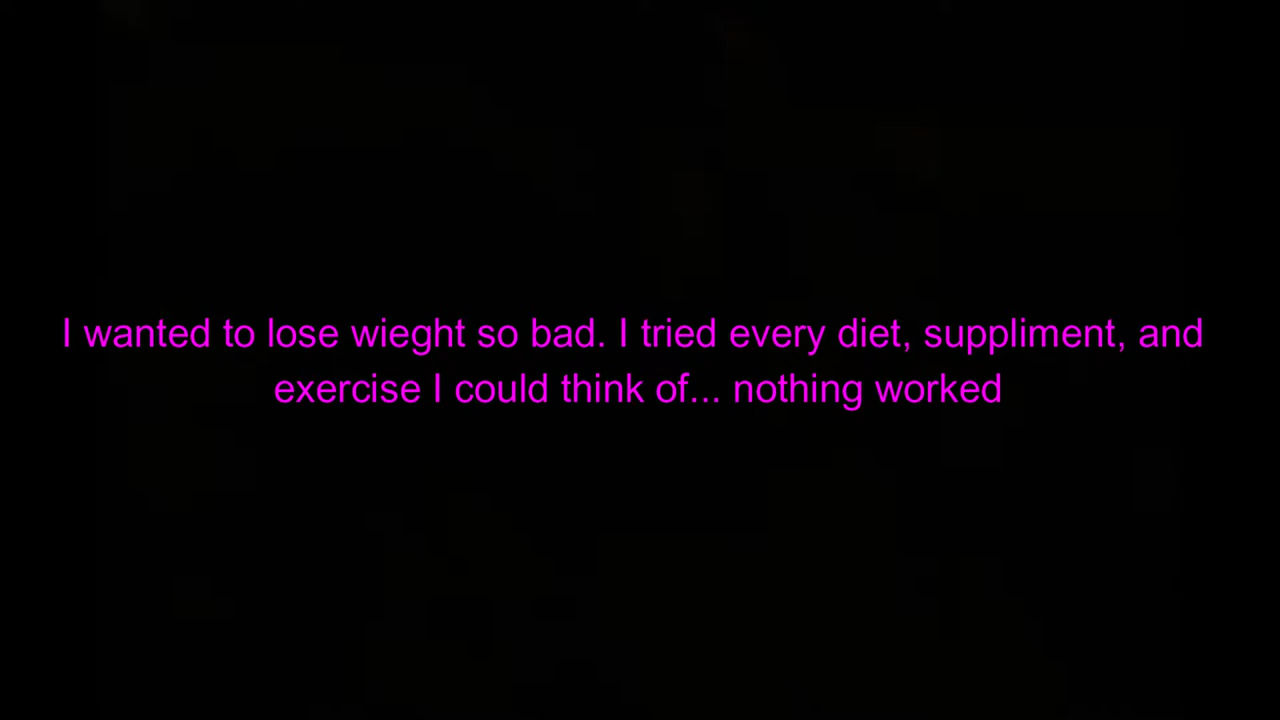 I wanted to lose wieght so bad. I tried every diet, suppliment, and
exercise I could think of... nothing worked